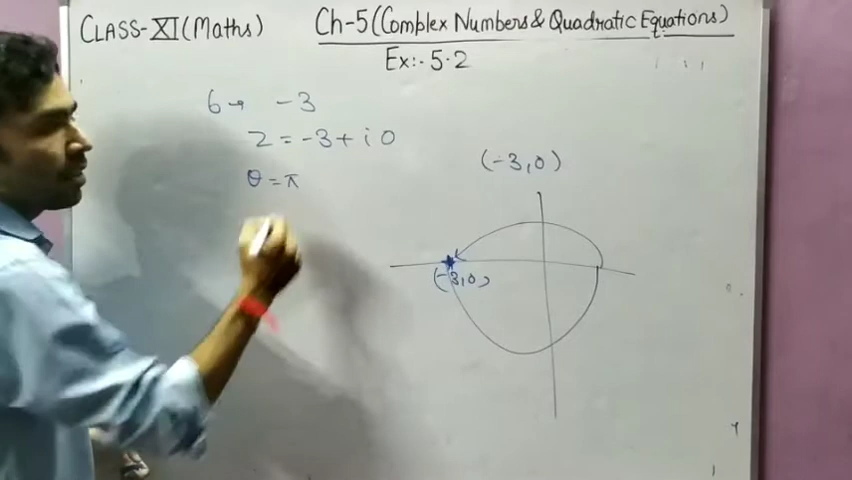 CLASS-XI(Maths) Ch-5(Complex Numbers & Quadratic Equations)
Ex:- 5.2
6→ -3
z = -3 + i 0
(-3,0)
θ = π
(-3,0)